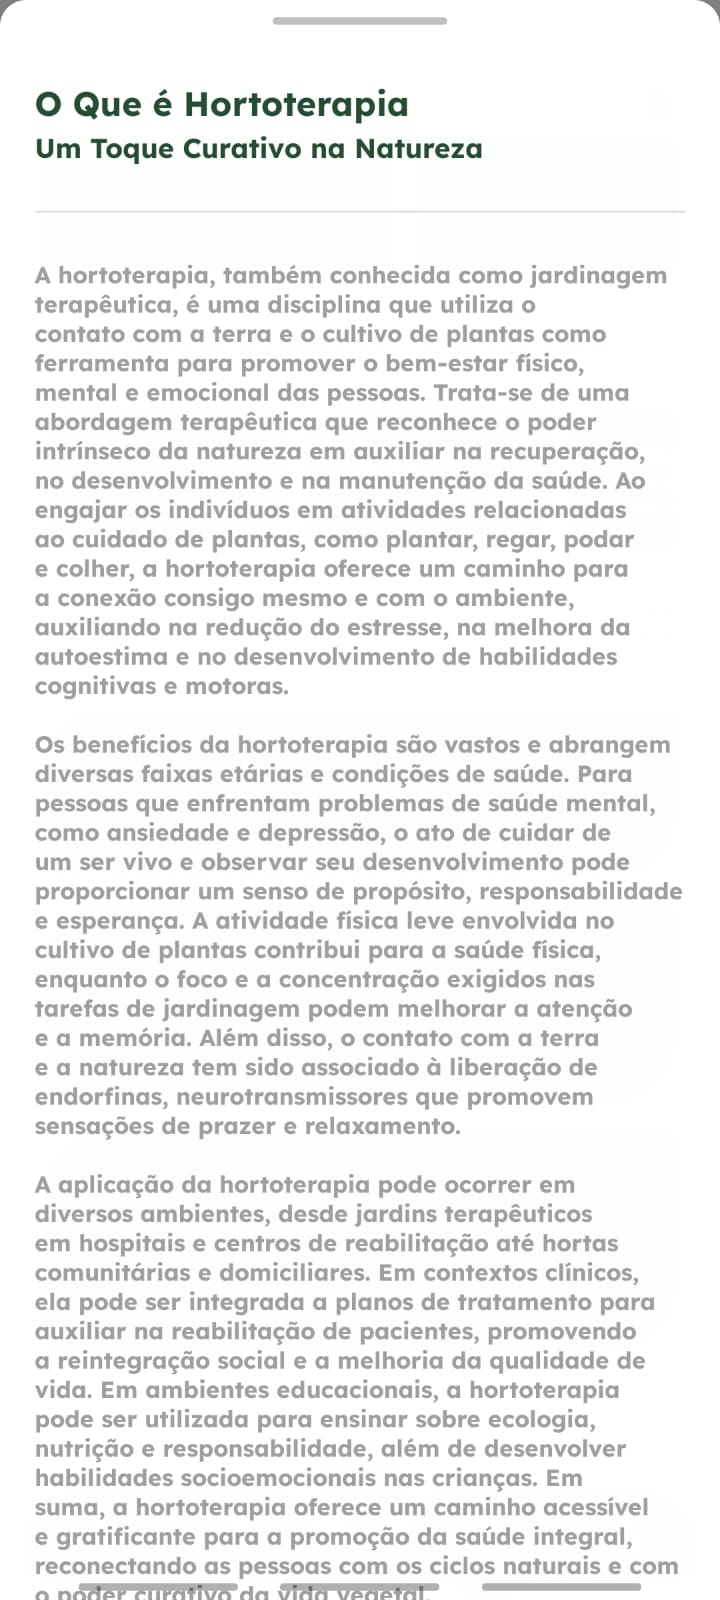 O Que é Hortoterapia
Um Toque Curativo na Natureza
A hortoterapia, também conhecida como jardinagem
terapêutica, é uma disciplina que utiliza o
contato com a terra e o cultivo de plantas como
ferramenta para promover o bem-estar físico,
mental e emocional das pessoas. Trata-se de uma
abordagem terapêutica que reconhece o poder
intrínseco da natureza em auxiliar na recuperação,
no desenvolvimento e na manutenção da saúde. Ao
engajar os indivíduos em atividades relacionadas
ao cuidado de plantas, como plantar, regar, podar
e colher, a hortoterapia oferece um caminho para
a conexão consigo mesmo e com o ambiente,
auxiliando na redução do estresse, na melhora da
autoestima e no desenvolvimento de habilidades
cognitivas e motoras.
Os benefícios da hortoterapia são vastos e abrangem
diversas faixas etárias e condições de saúde. Para
pessoas que enfrentam problemas de saúde mental,
como ansiedade e depressão, o ato de cuidar de
um ser vivo e observar seu desenvolvimento pode
proporcionar um senso de propósito, responsabilidade
e esperança. A atividade física leve envolvida no
cultivo de plantas contribui para a saúde física,
enquanto o foco e a concentração exigidos nas
tarefas de jardinagem podem melhorar a atenção
e a memória. Além disso, o contato com a terra
e a natureza tem sido associado à liberação de
endorfinas, neurotransmissores que promovem
sensações de prazer e relaxamento.
A aplicação da hortoterapia pode ocorrer em
diversos ambientes, desde jardins terapêuticos
em hospitais e centros de reabilitação até hortas
comunitárias e domiciliares. Em contextos clínicos,
ela pode ser integrada a planos de tratamento para
auxiliar na reabilitação de pacientes, promovendo
a reintegração social e a melhoria da qualidade de
vida. Em ambientes educacionais, a hortoterapia
pode ser utilizada para ensinar sobre ecologia,
nutrição e responsabilidade, além de desenvolver
habilidades socioemocionais nas crianças. Em
suma, a hortoterapia oferece um caminho acessível
e gratificante para a promoção da saúde integral,
reconectando as pessoas com os ciclos naturais e com
o poder curativo da vida vegetal.